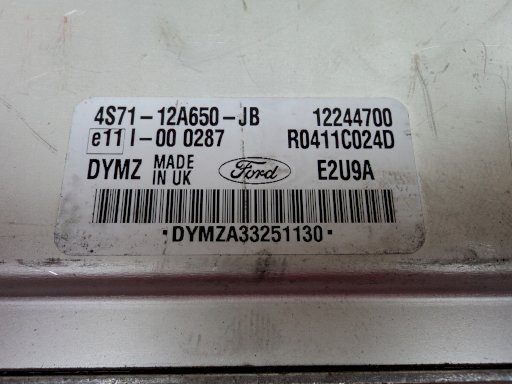 4S71-12A650-JB 12244700
e11 I-00 0287 R0411C024D
DYMZ MADE IN UK Ford E2U9A
·DYMZA33251130·